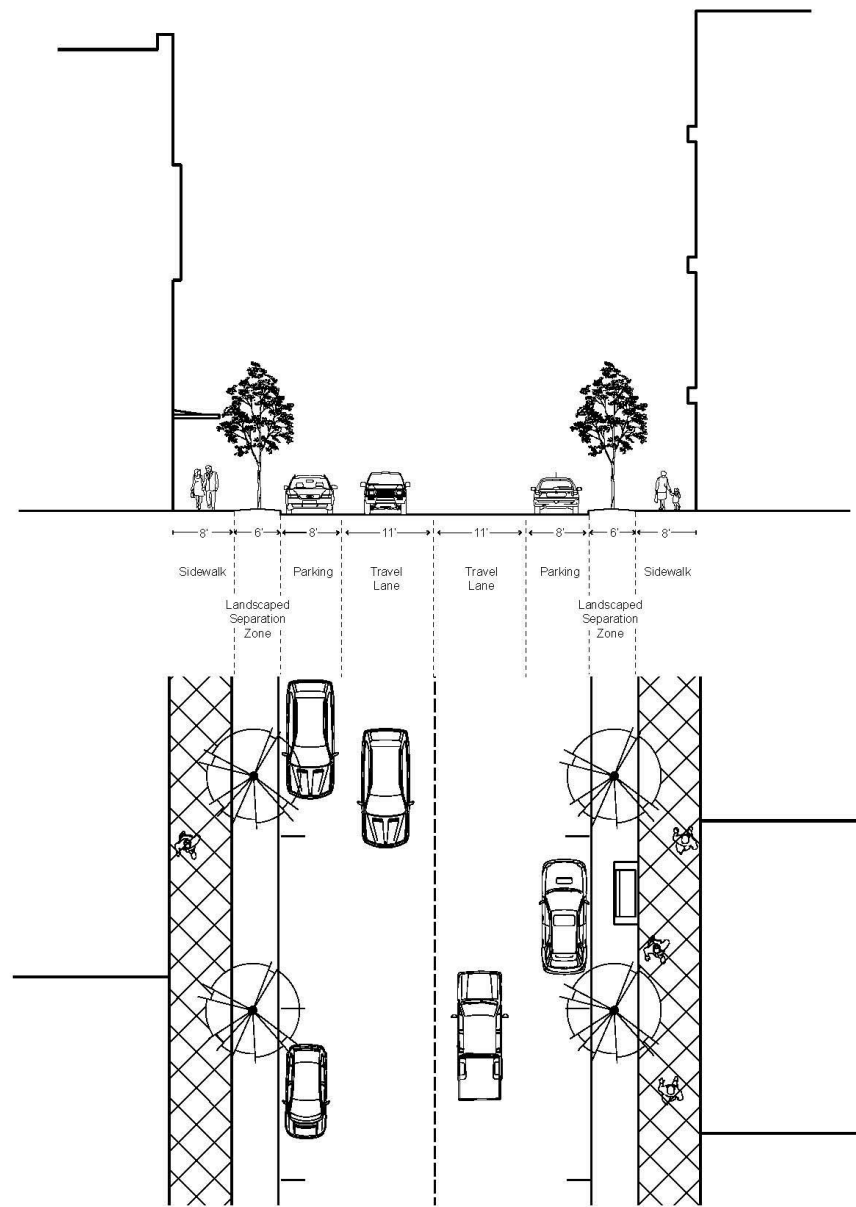 8' 6' 8' 11' 11' 8' 6' 8'
Sidewalk Parking Travel Lane Travel Lane Parking Sidewalk
Landscaped Separation Zone Landscaped Separation Zone